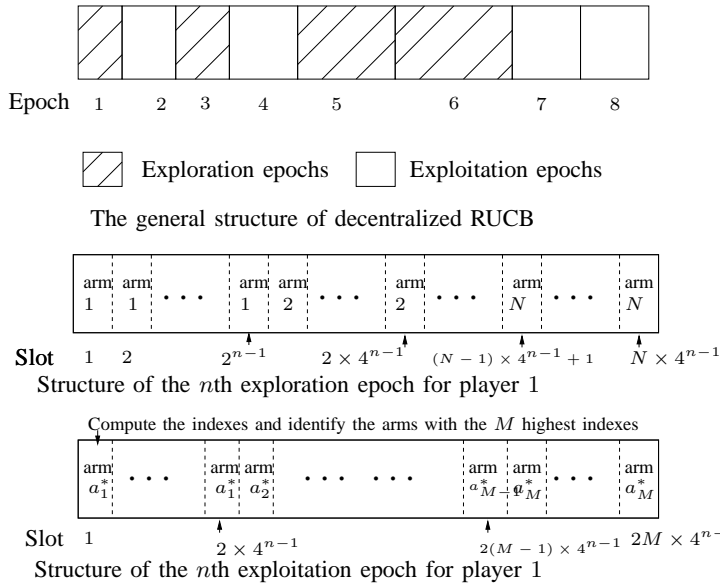 Epoch 1 2 3 4 5 6 7 8
Exploration epochs Exploitation epochs
The general structure of decentralized RUCB
arm arm arm arm arm arm arm
1 1 • • • 1 2 • • • 2 • • • N • • • N
Slot 1 2 2^{n-1} 2 × 4^{n-1} (N − 1) × 4^{n-1} + 1 N × 4^{n-1}
Structure of the nth exploration epoch for player 1
Compute the indexes and identify the arms with the M highest indexes
arm arm arm arm arm arm
a_1^* • • • a_1^* a_2^* • • • • • • a_{M-1}^* a_M^* • • • a_M^*
Slot 1 2 × 4^{n-1} 2(M − 1) × 4^{n-1} 2M × 4^{n-
Structure of the nth exploitation epoch for player 1